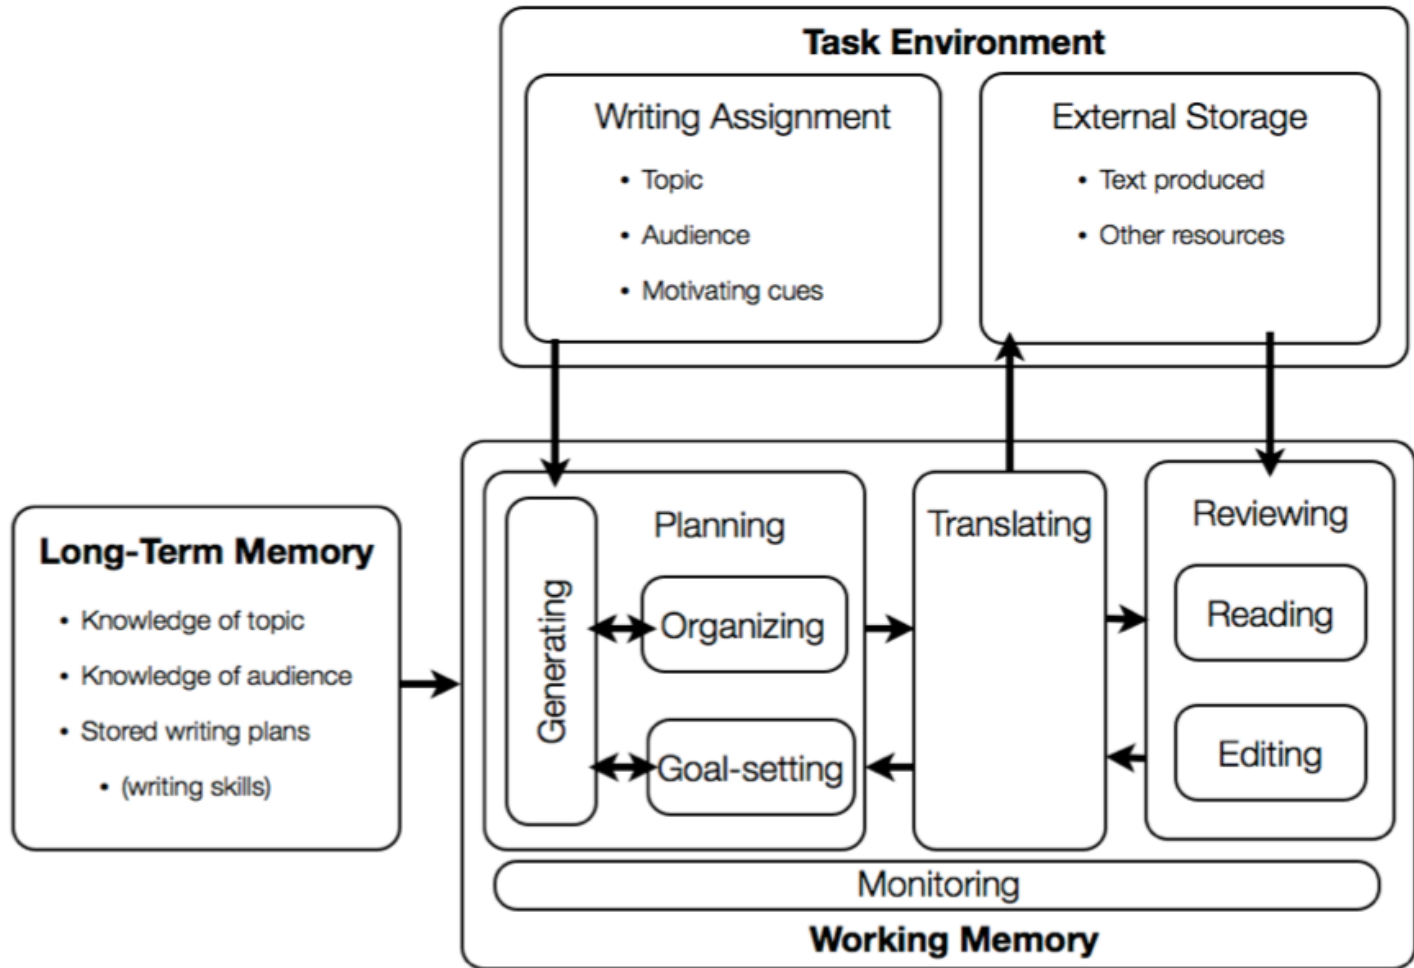 Task Environment
Writing Assignment
• Topic
• Audience
• Motivating cues
External Storage
• Text produced
• Other resources
Long-Term Memory
• Knowledge of topic
• Knowledge of audience
• Stored writing plans
• (writing skills)
Planning
Generating
Organizing
Goal-setting
Translating
Reviewing
Reading
Editing
Monitoring
Working Memory